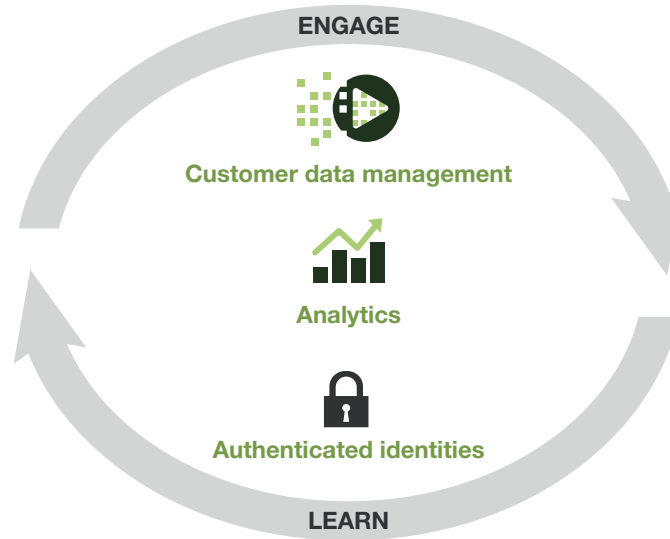 ENGAGE
Customer data management
Analytics
Authenticated identities
LEARN